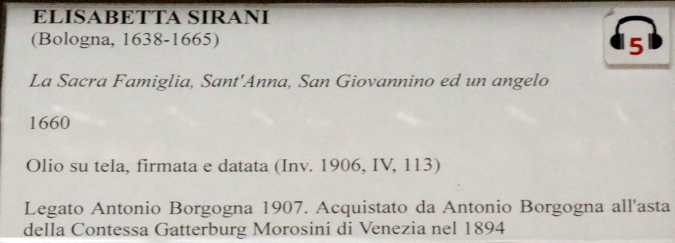 ELISABETTA SIRANI
(Bologna, 1638-1665)
5
La Sacra Famiglia, Sant'Anna, San Giovannino ed un angelo
1660
Olio su tela, firmata e datata (Inv. 1906, IV, 113)
Legato Antonio Borgogna 1907. Acquistato da Antonio Borgogna all'asta
della Contessa Gatterburg Morosini di Venezia nel 1894